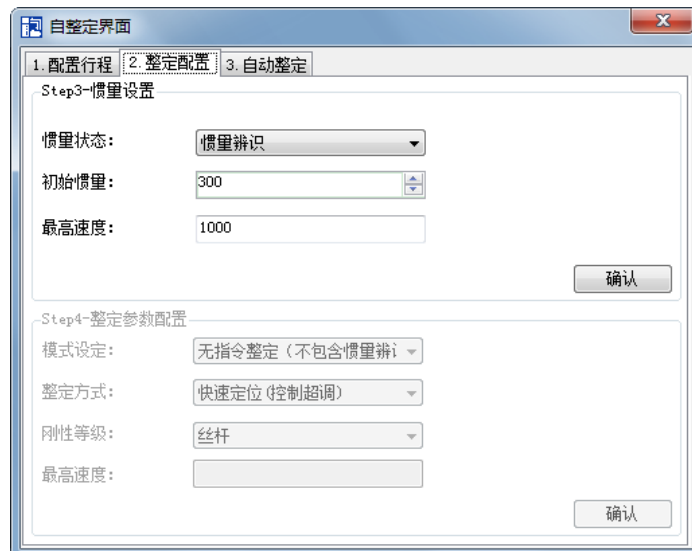 自整定界面
1.配置行程 2.整定配置 3.自动整定
Step3-惯量设置
惯量状态: 惯量辨识
初始惯量: 300
最高速度: 1000
确认
Step4-整定参数配置
模式设定: 无指令整定（不包含惯量辨
整定方式: 快速定位(控制超调)
刚性等级: 丝杆
最高速度:
确认